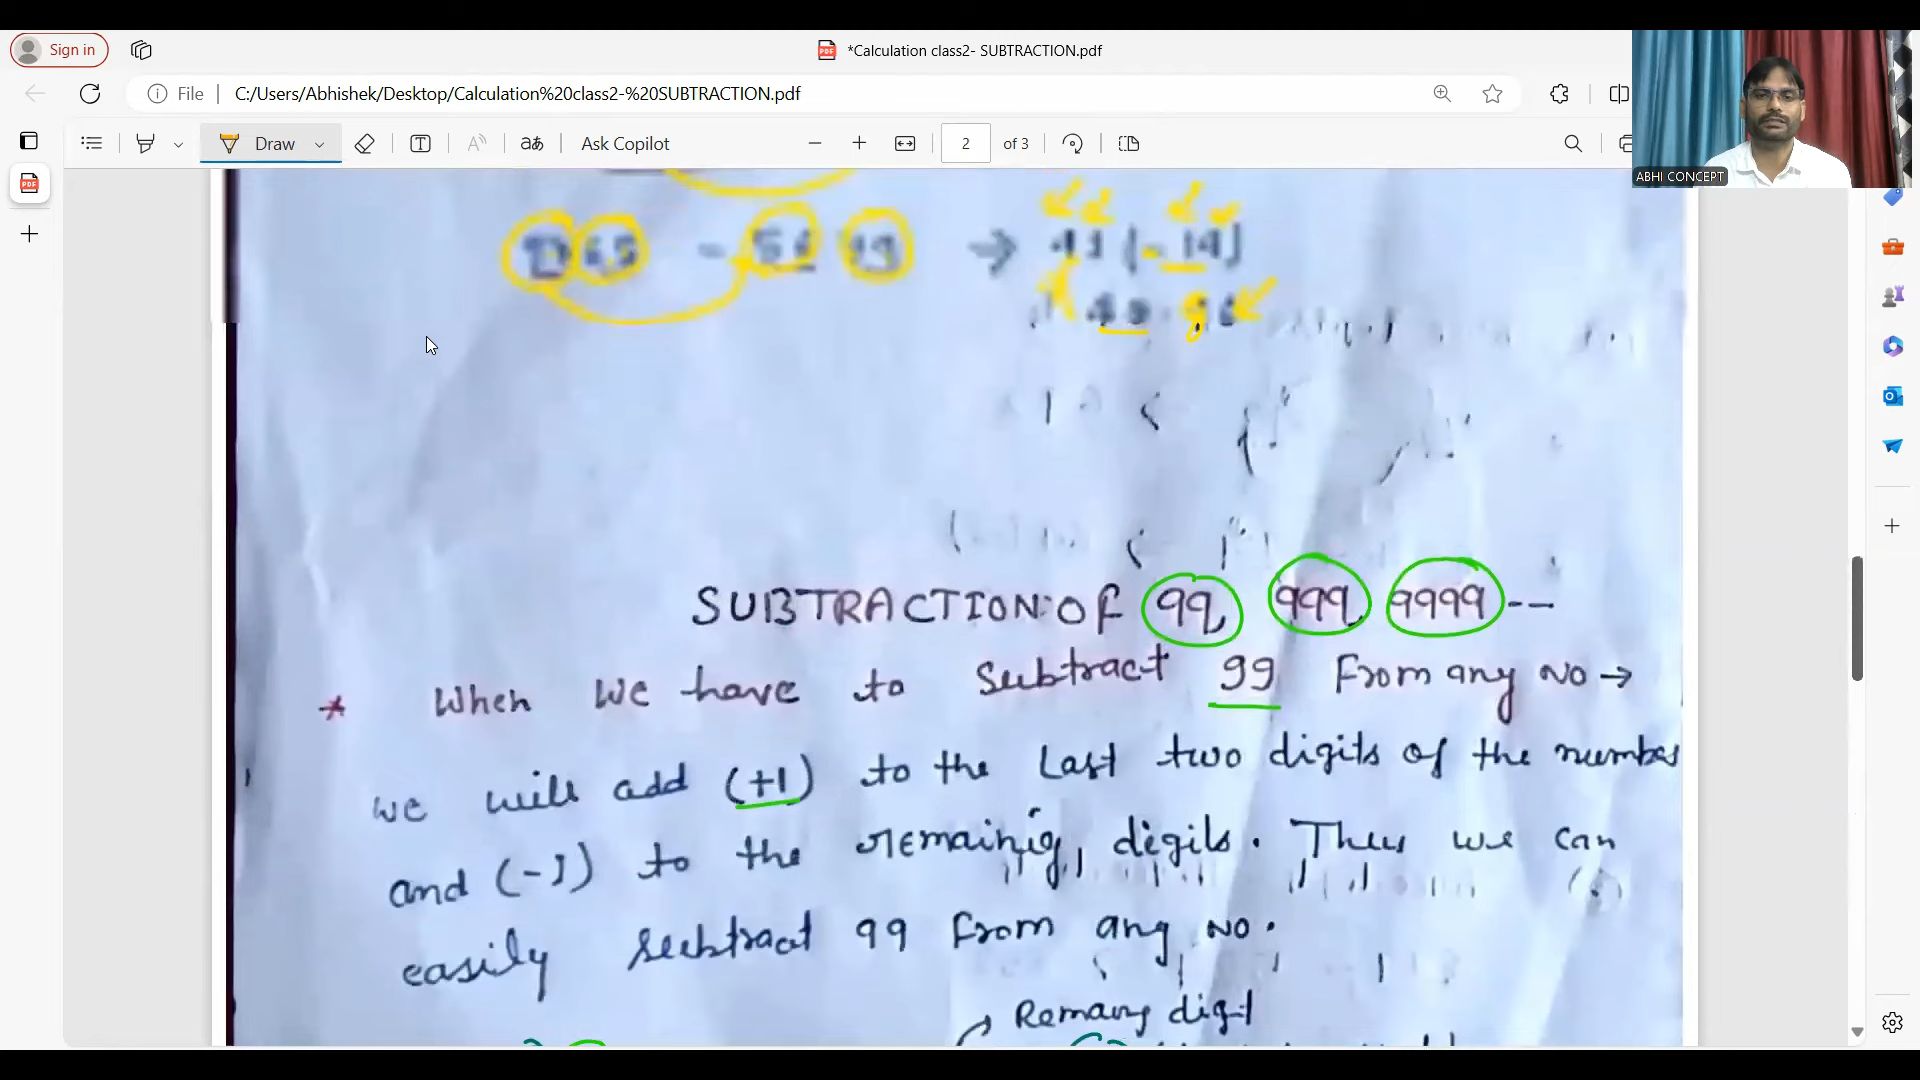 Sign in
*Calculation class2- SUBTRACTION.pdf
File
C:/Users/Abhishek/Desktop/Calculation%20class2-%20SUBTRACTION.pdf
Draw
Ask Copilot
2 of 3
ABHI CONCEPT
SUBTRACTION OF 99 999 9999 --
* When we have to subtract 99 From any No →
we will add (+1) to the Last two digits of the number
and (-1) to the remainig digits. Then we can
easily subtract 99 from any No.
Remang digit